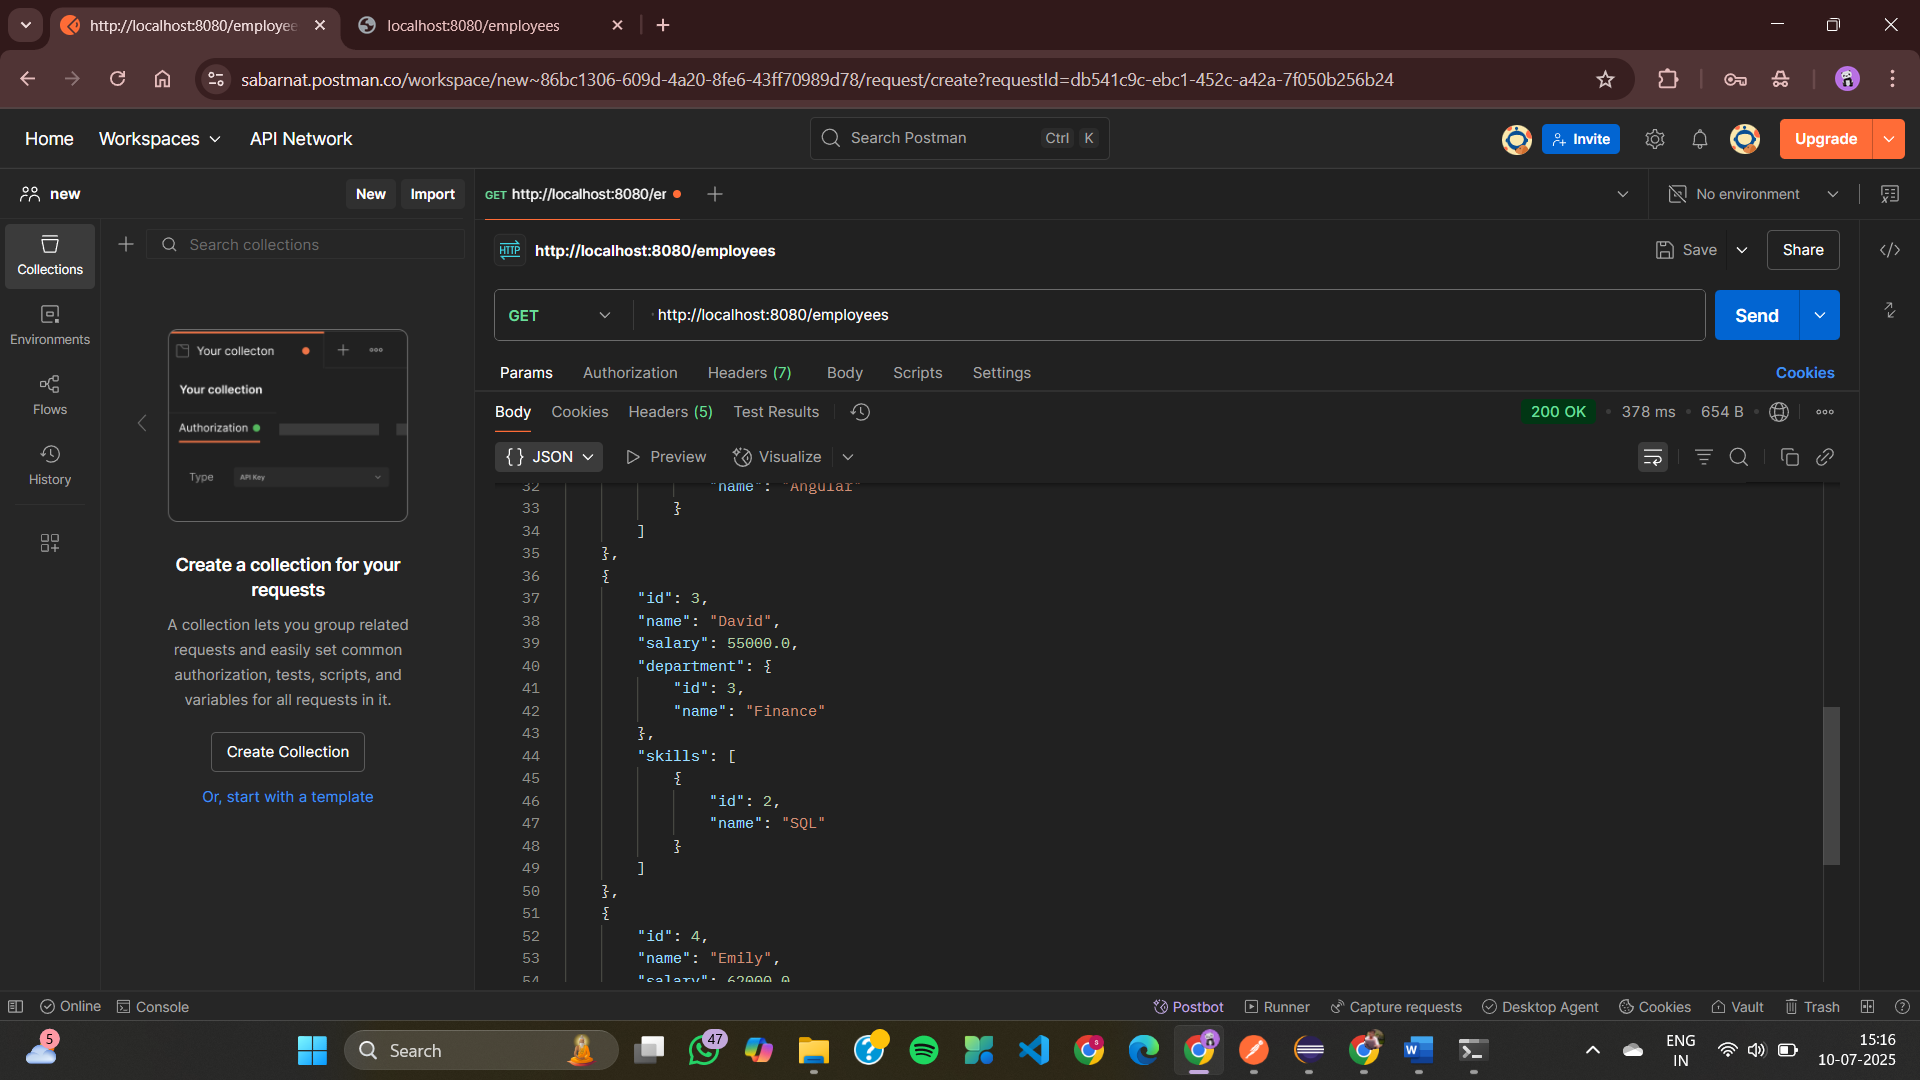 http://localhost:8080/employee
localhost:8080/employees
sabarnat.postman.co/workspace/new~86bc1306-609d-4a20-8fe6-43ff70989d78/request/create?requestId=db541c9c-ebc1-452c-a42a-7f050b256b24
Home Workspaces API Network
Search Postman Ctrl K
Invite
Upgrade
new New Import
GET http://localhost:8080/er
No environment
Collections
Search collections
http://localhost:8080/employees
Save Share
GET http://localhost:8080/employees Send
Environments
Flows
History
Your collecton
Your collection
Authorization
Type API Key
Create a collection for your
requests
A collection lets you group related
requests and easily set common
authorization, tests, scripts, and
variables for all requests in it.
Create Collection
Or, start with a template
Params Authorization Headers (7) Body Scripts Settings Cookies
Body Cookies Headers (5) Test Results 200 OK • 378 ms • 654 B •
{} JSON Preview Visualize
32 "name": "Angular"
33 }
34 ]
35 },
36 {
37 "id": 3,
38 "name": "David",
39 "salary": 55000.0,
40 "department": {
41 "id": 3,
42 "name": "Finance"
43 },
44 "skills": [
45 {
46 "id": 2,
47 "name": "SQL"
48 }
49 ]
50 },
51 {
52 "id": 4,
53 "name": "Emily",
54 "salary": 62000.0
Online Console Postbot Runner Capture requests Desktop Agent Cookies Vault Trash
5
Search
47
ENG
IN
15:16
10-07-2025